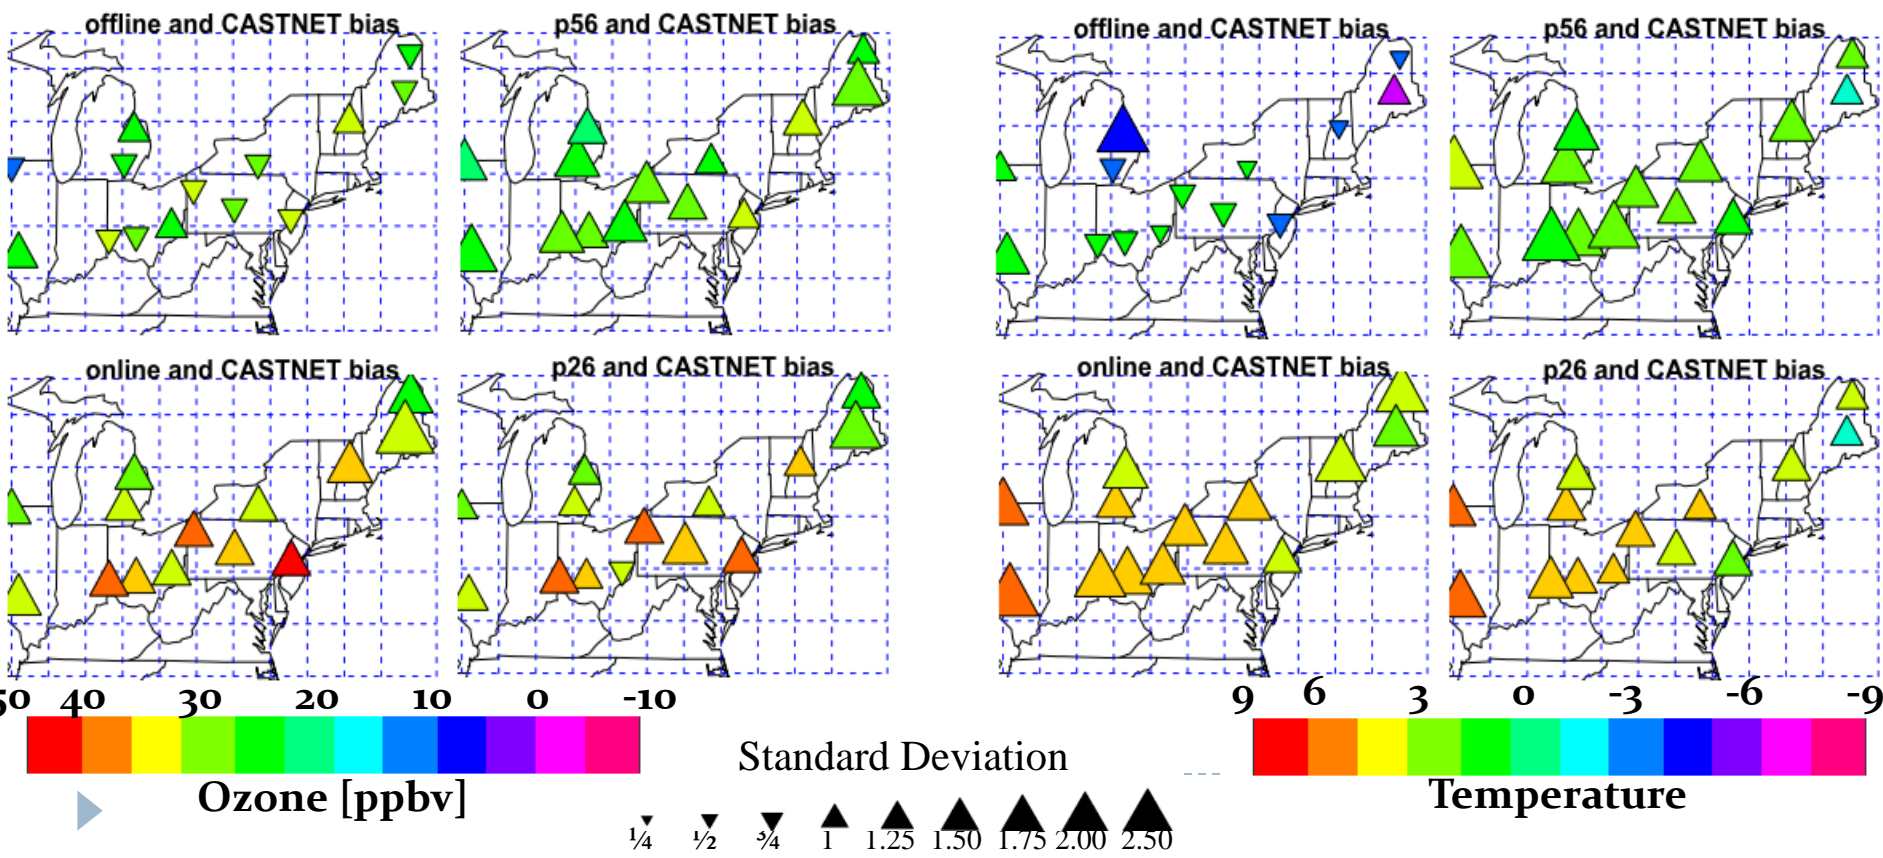 offline and CASTNET bias
p56 and CASTNET bias
offline and CASTNET bias
p56 and CASTNET bias
online and CASTNET bias
p26 and CASTNET bias
online and CASTNET bias
p26 and CASTNET bias
50 40 30 20 10 0 -10
9 6 3 0 -3 -6 -9
Ozone [ppbv]
Standard Deviation
Temperature
¼ ½ ¾ 1 1.25 1.50 1.75 2.00 2.50